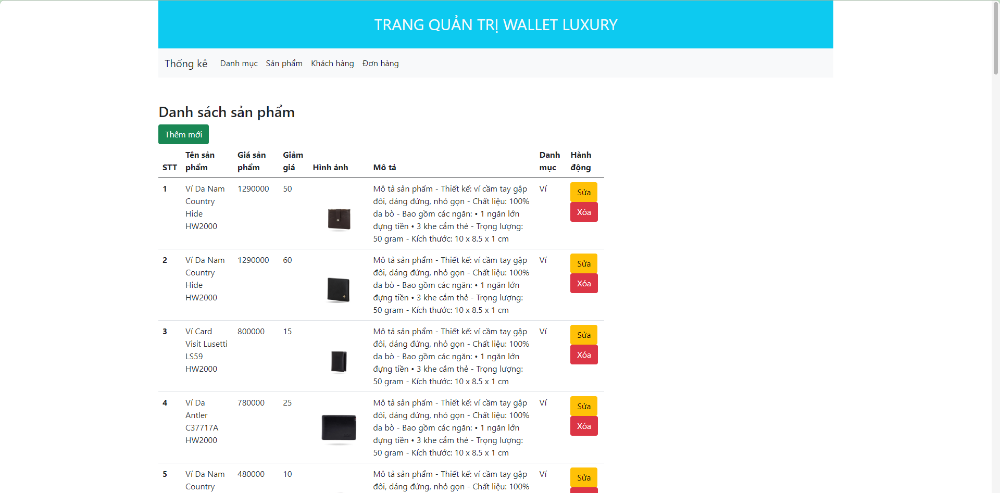 TRANG QUẢN TRỊ WALLET LUXURY
Thống kê Danh mục Sản phẩm Khách hàng Đơn hàng
Danh sách sản phẩm
Thêm mới
STT
Tên sản
phẩm
Giá sản
phẩm
Giảm
giá
Hình ảnh
Mô tả
Danh
mục
Hành
động
1
Ví Da Nam
Country
Hide
HW2000
1290000
50
Mô tả sản phẩm - Thiết kế: ví cầm tay gập
đôi, dáng đứng, nhỏ gọn - Chất liệu: 100%
da bò - Bao gồm các ngăn: • 1 ngăn lớn
đựng tiền • 3 khe cắm thẻ - Trọng lượng:
50 gram - Kích thước: 10 x 8.5 x 1 cm
Ví
Sửa
Xóa
2
Ví Da Nam
Country
Hide
HW2000
1290000
60
Mô tả sản phẩm - Thiết kế: ví cầm tay gập
đôi, dáng đứng, nhỏ gọn - Chất liệu: 100%
da bò - Bao gồm các ngăn: • 1 ngăn lớn
đựng tiền • 3 khe cắm thẻ - Trọng lượng:
50 gram - Kích thước: 10 x 8.5 x 1 cm
Ví
Sửa
Xóa
3
Ví Card
Visit Lusetti
LS59
HW2000
800000
15
Mô tả sản phẩm - Thiết kế: ví cầm tay gập
đôi, dáng đứng, nhỏ gọn - Chất liệu: 100%
da bò - Bao gồm các ngăn: • 1 ngăn lớn
đựng tiền • 3 khe cắm thẻ - Trọng lượng:
50 gram - Kích thước: 10 x 8.5 x 1 cm
Ví
Sửa
Xóa
4
Ví Da
Antler
C37717A
HW2000
780000
25
Mô tả sản phẩm - Thiết kế: ví cầm tay gập
đôi, dáng đứng, nhỏ gọn - Chất liệu: 100%
da bò - Bao gồm các ngăn: • 1 ngăn lớn
đựng tiền • 3 khe cắm thẻ - Trọng lượng:
50 gram - Kích thước: 10 x 8.5 x 1 cm
Ví
Sửa
Xóa
5
Ví Da Nam
Country
480000
10
Mô tả sản phẩm - Thiết kế: ví cầm tay gập
đôi, dáng đứng, nhỏ gọn - Chất liệu: 100%
Ví
Sửa